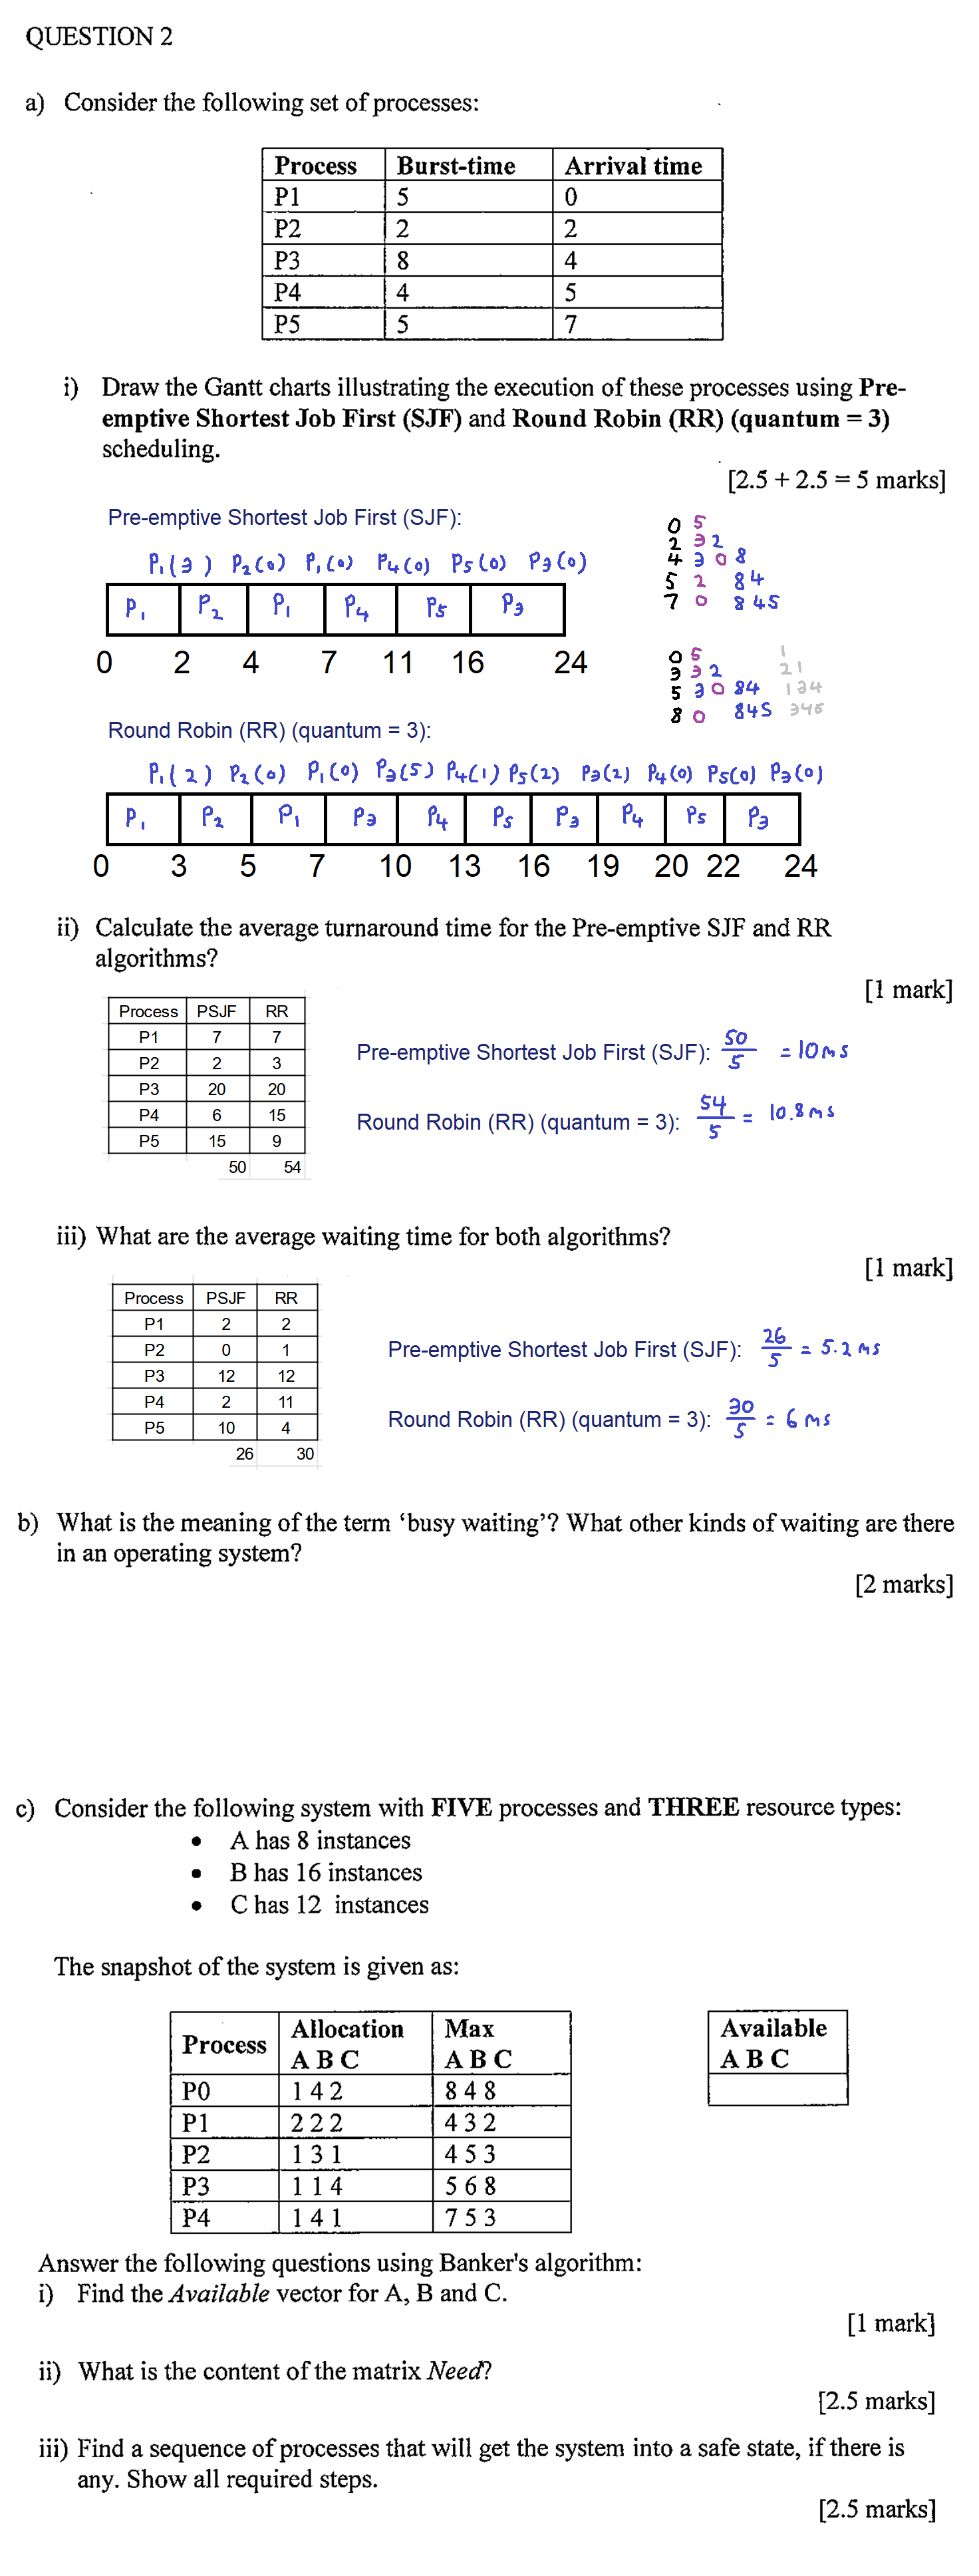 QUESTION 2
a) Consider the following set of processes:
Process Burst-time Arrival time
P1 5 0
P2 2 2
P3 8 4
P4 4 5
P5 5 7
i) Draw the Gantt charts illustrating the execution of these processes using Pre-
emptive Shortest Job First (SJF) and Round Robin (RR) (quantum = 3)
scheduling.
[2.5 + 2.5 = 5 marks]
Pre-emptive Shortest Job First (SJF):
0 5
2 3 2
4 3 0 8
5 2 8 4
7 0 8 4 5
P1(3) P2(0) P1(0) P4(0) P5(0) P3(0)
P1 P2 P1 P4 P5 P3
0 2 4 7 11 16 24
0 5 1
3 3 2 2 1
5 3 0 8 4 1 3 4
8 0 8 4 5 3 4 5
Round Robin (RR) (quantum = 3):
P1(2) P2(0) P1(0) P3(5) P4(1) P5(2) P3(2) P4(0) P5(0) P3(0)
P1 P2 P1 P3 P4 P5 P3 P4 P5 P3
0 3 5 7 10 13 16 19 20 22 24
ii) Calculate the average turnaround time for the Pre-emptive SJF and RR
algorithms?
[1 mark]
Process PSJF RR
P1 7 7
P2 2 3
P3 20 20
P4 6 15
P5 15 9
50 54
Pre-emptive Shortest Job First (SJF): 50/5 = 10ms
Round Robin (RR) (quantum = 3): 54/5 = 10.8ms
iii) What are the average waiting time for both algorithms?
[1 mark]
Process PSJF RR
P1 2 2
P2 0 1
P3 12 12
P4 2 11
P5 10 4
26 30
Pre-emptive Shortest Job First (SJF): 26/5 = 5.2 ms
Round Robin (RR) (quantum = 3): 30/5 = 6 ms
b) What is the meaning of the term ‘busy waiting’? What other kinds of waiting are there
in an operating system?
[2 marks]
c) Consider the following system with FIVE processes and THREE resource types:
• A has 8 instances
• B has 16 instances
• C has 12 instances
The snapshot of the system is given as:
Process Allocation Max Available
A B C A B C A B C
P0 1 4 2 8 4 8
P1 2 2 2 4 3 2
P2 1 3 1 4 5 3
P3 1 1 4 5 6 8
P4 1 4 1 7 5 3
Answer the following questions using Banker's algorithm:
i) Find the Available vector for A, B and C.
[1 mark]
ii) What is the content of the matrix Need?
[2.5 marks]
iii) Find a sequence of processes that will get the system into a safe state, if there is
any. Show all required steps.
[2.5 marks]